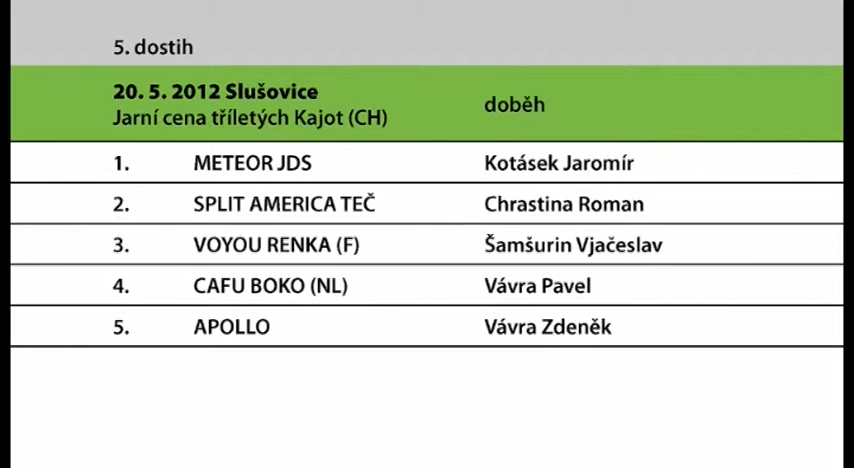 5. dostih
20. 5. 2012 Slušovice
Jarní cena tříletých Kajot (CH)
doběh
1. METEOR JDS Kotásek Jaromír
2. SPLIT AMERICA TEČ Chrastina Roman
3. VOYOU RENKA (F) Šamšurin Vjačeslav
4. CAFU BOKO (NL) Vávra Pavel
5. APOLLO Vávra Zdeněk